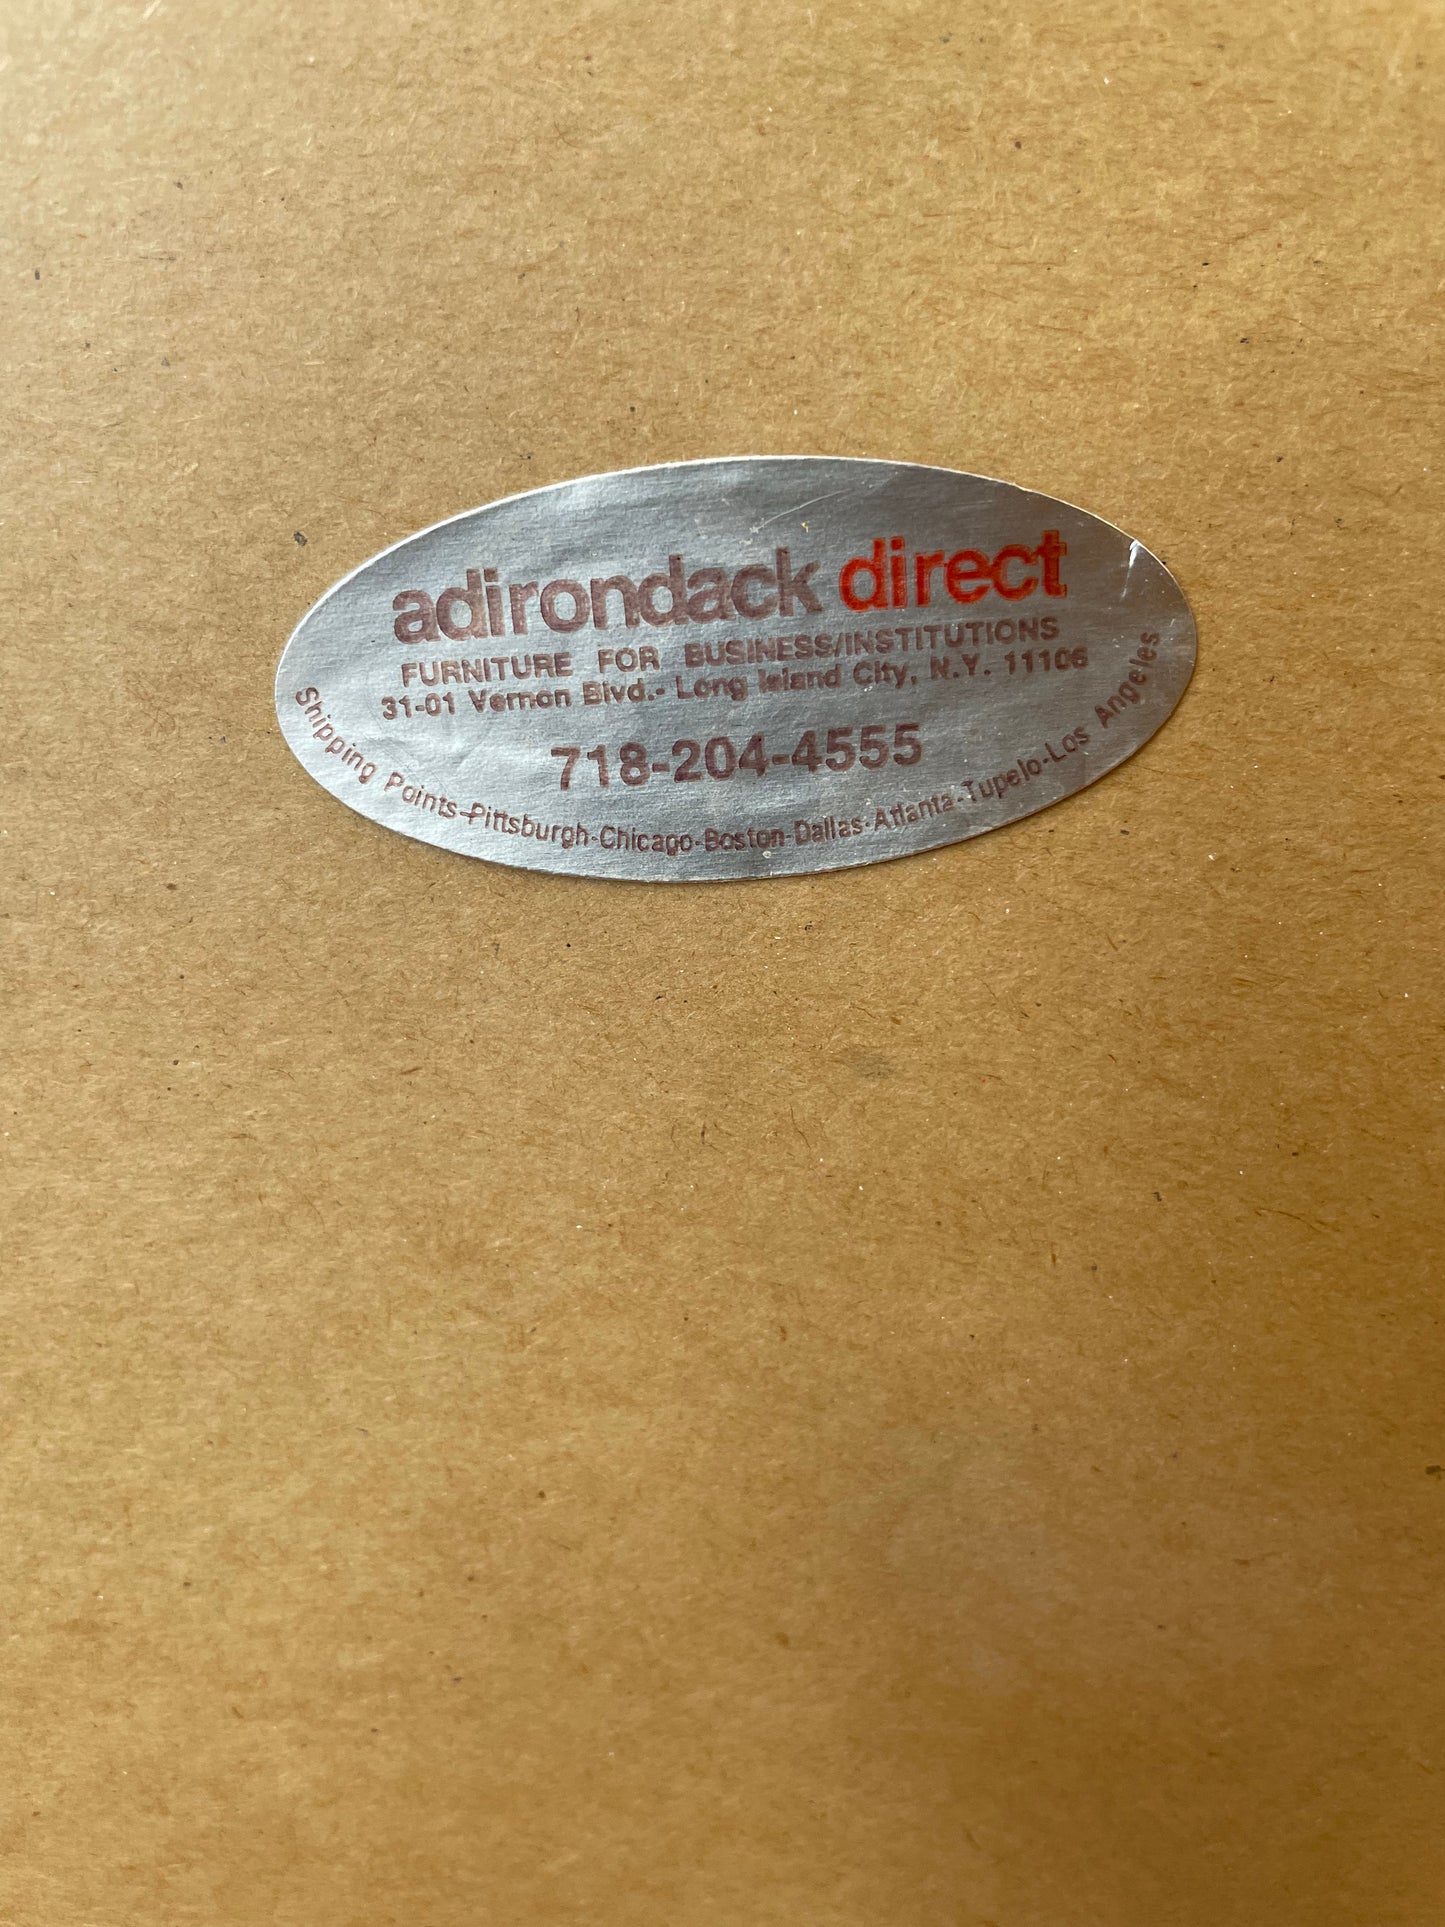 adirondack direct
FURNITURE FOR BUSINESS/INSTITUTIONS
31-01 Vernon Blvd.- Long Island City, N.Y. 11106
718-204-4555
Shipping Points-Pittsburgh-Chicago-Boston-Dallas-Atlanta-Tupelo-Los Angeles